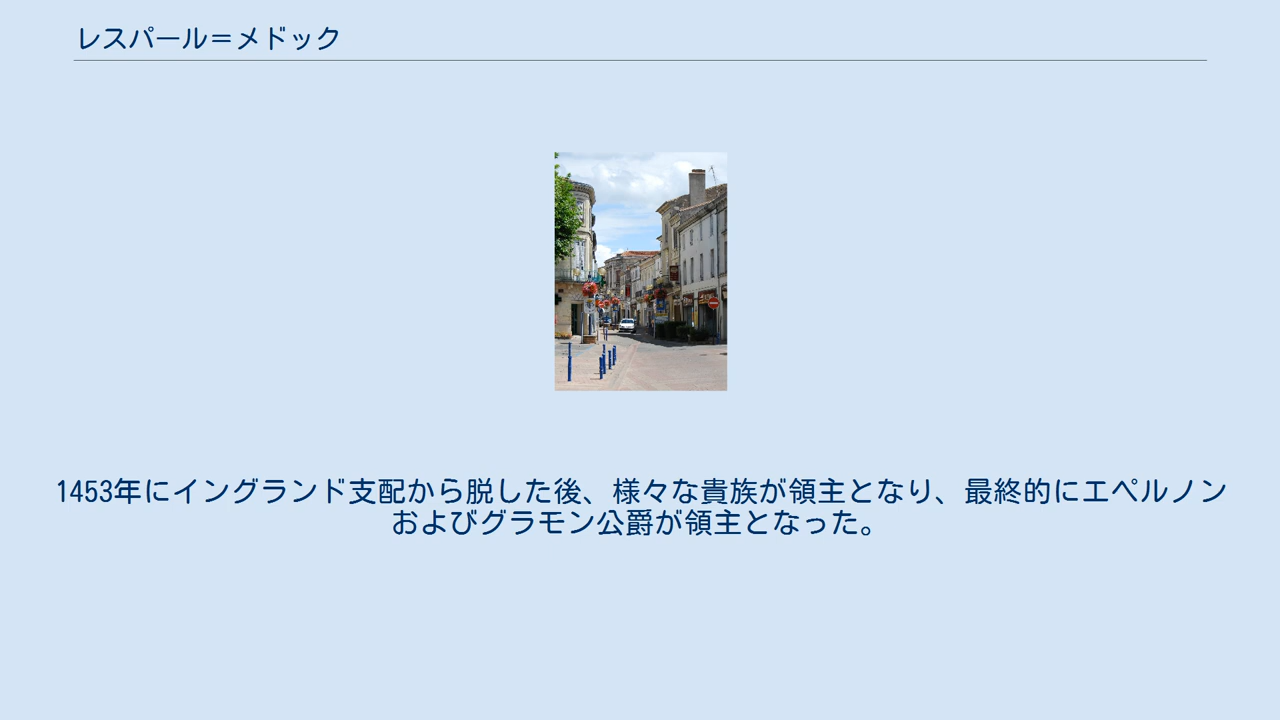 レスパール＝メドック
1453年にイングランド支配から脱した後、様々な貴族が領主となり、最終的にエペルノン
およびグラモン公爵が領主となった。